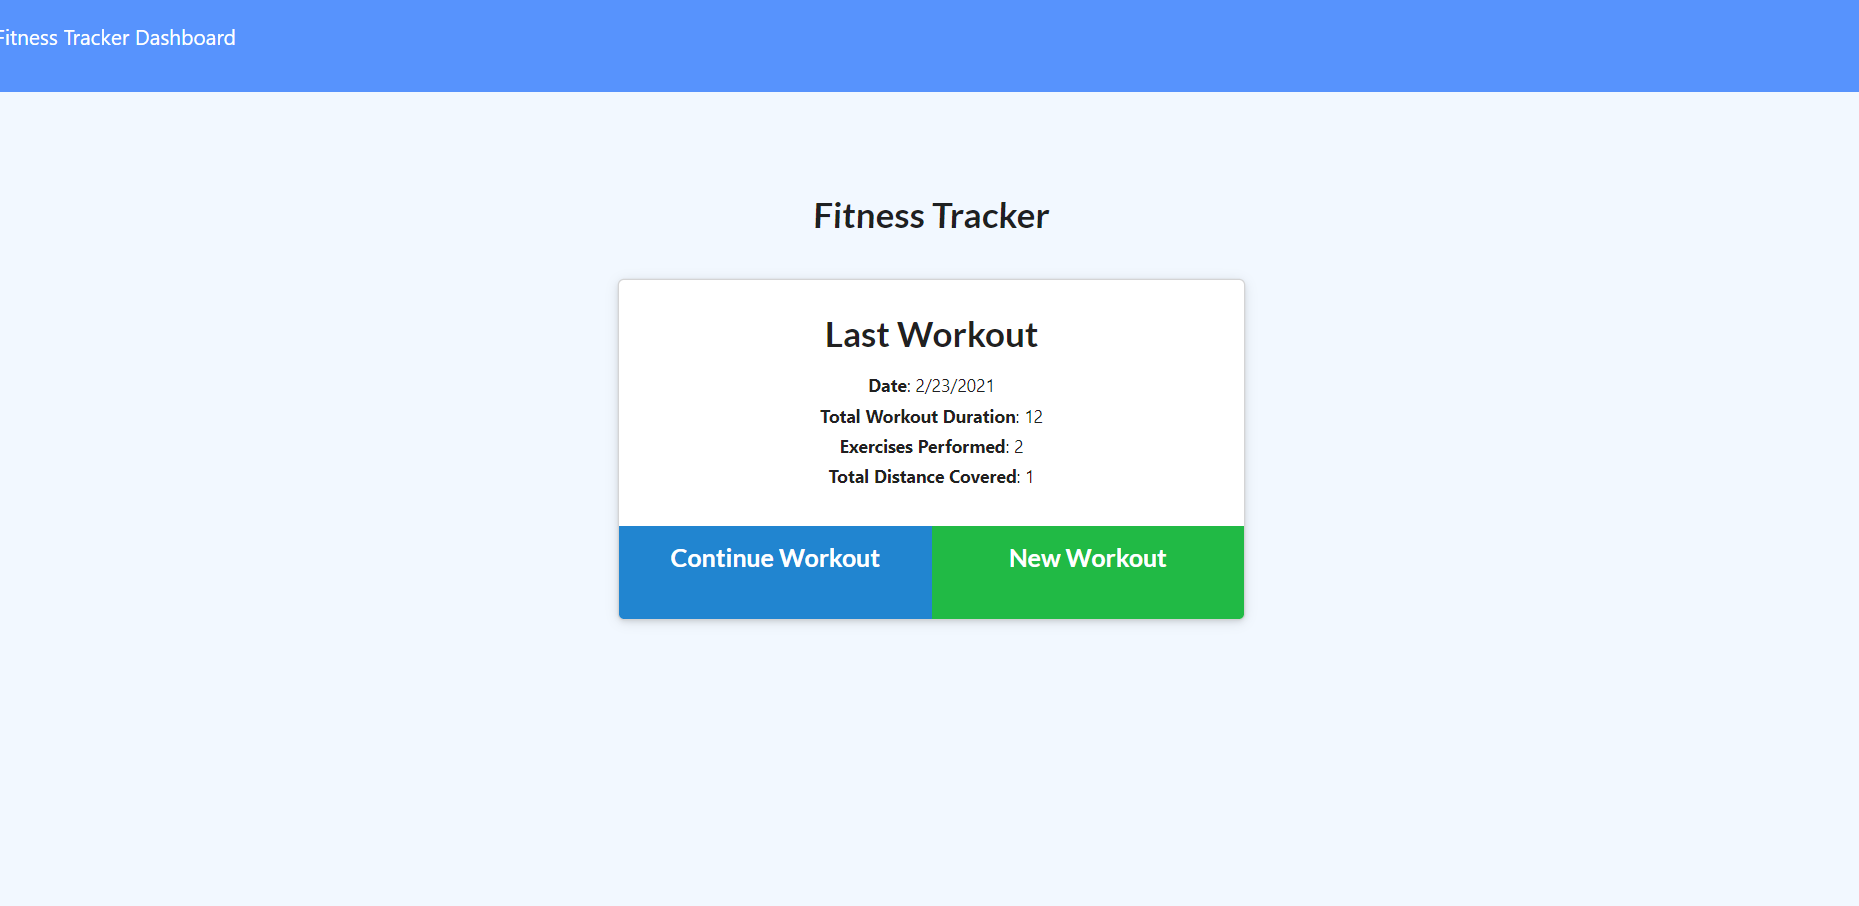 Fitness Tracker Dashboard
Fitness Tracker
Last Workout
Date: 2/23/2021
Total Workout Duration: 12
Exercises Performed: 2
Total Distance Covered: 1
Continue Workout
New Workout